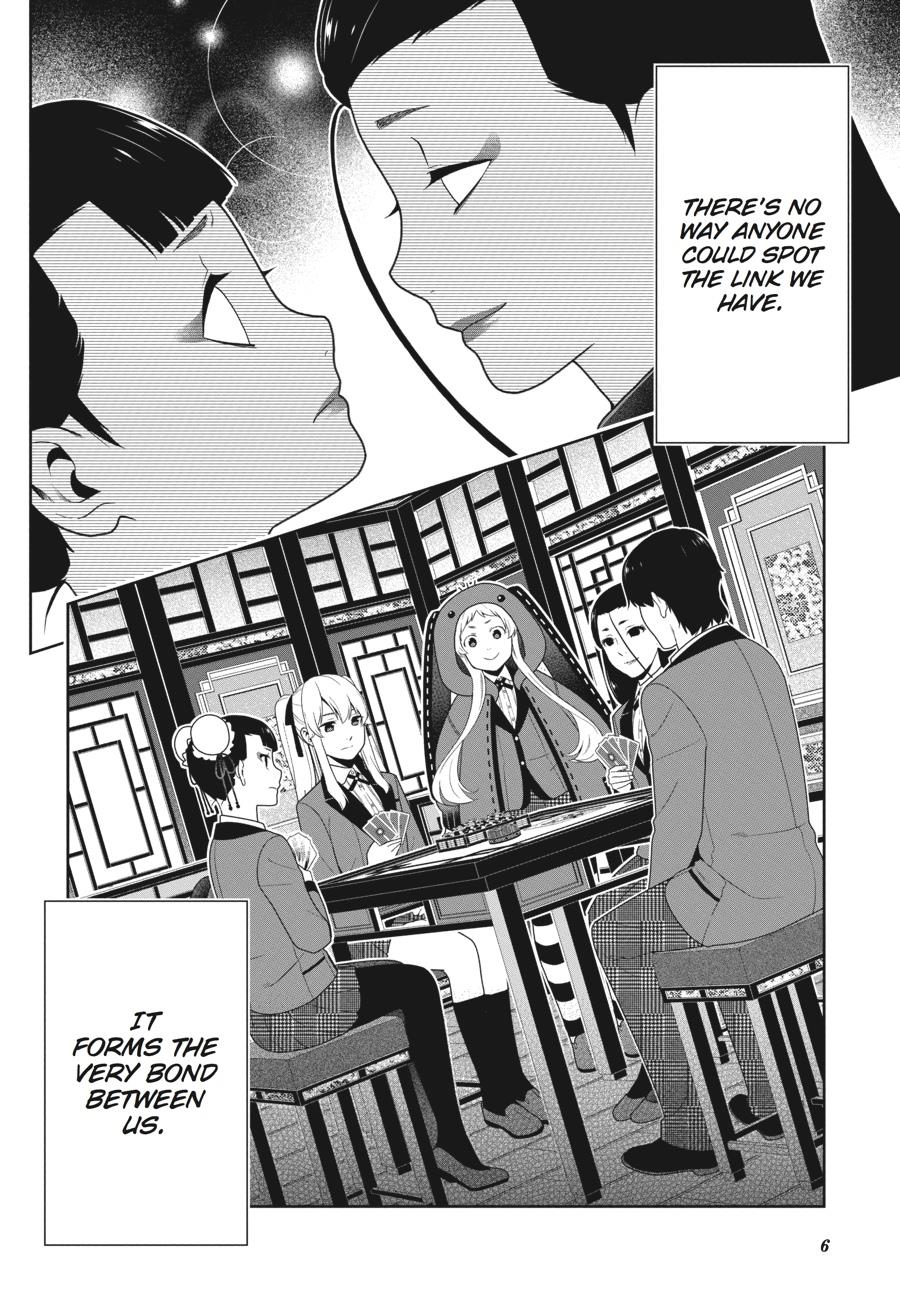 THERE'S NO
WAY ANYONE
COULD SPOT
THE LINK WE
HAVE.
IT
FORMS THE
VERY BOND
BETWEEN
US.
6